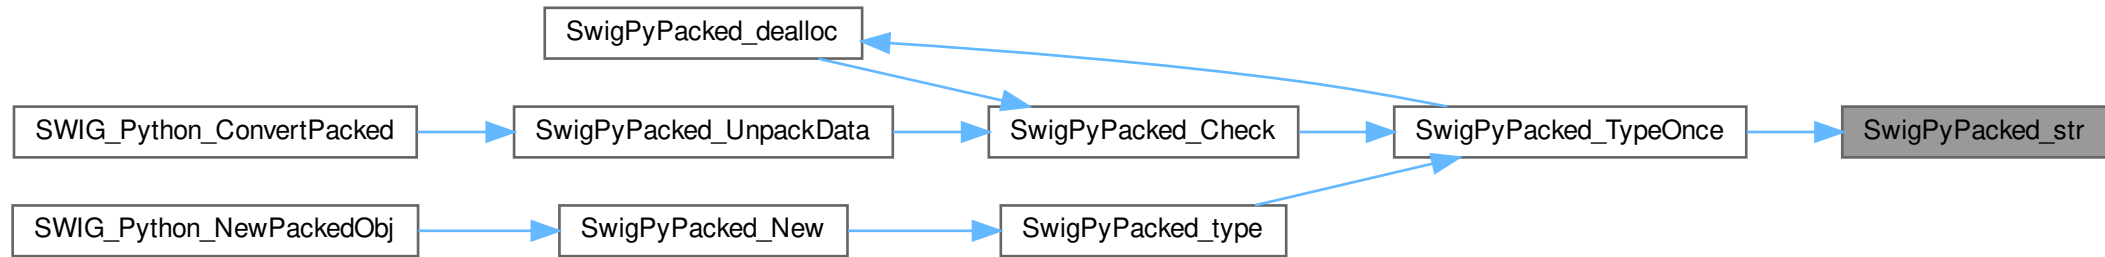 SwigPyPacked_dealloc
SWIG_Python_ConvertPacked
SwigPyPacked_UnpackData
SwigPyPacked_Check
SwigPyPacked_TypeOnce
SwigPyPacked_str
SWIG_Python_NewPackedObj
SwigPyPacked_New
SwigPyPacked_type